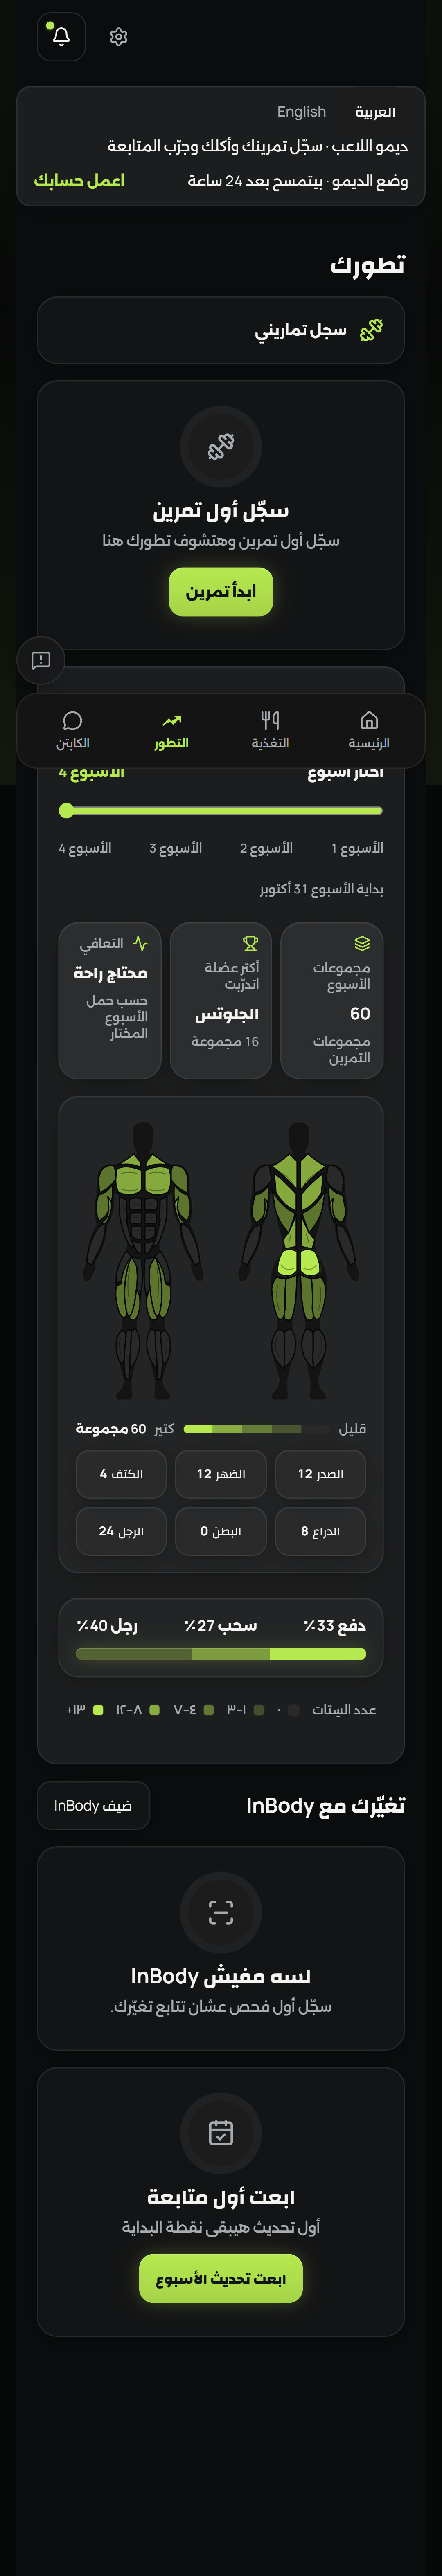 العربية English
ديمو اللاعب · سجّل تمرينك وأكلك وجرّب المتابعة
وضع الديمو · بيتمسح بعد 24 ساعة
اعمل حسابك
تطورك
سجل تماريني
سجّل أول تمرين
سجّل أول تمرين وهتشوف تطورك هنا
ابدأ تمرين
الرئيسية
التغذية
التطور
الكابتن
اختار اسبوع
الأسبوع 4
الأسبوع 1
الأسبوع 2
الأسبوع 3
الأسبوع 4
بداية الأسبوع 31 أكتوبر
مجموعات الأسبوع
60
مجموعات التمرين
أكتر عضلة اتدرّبت
الجلوتس
16 مجموعة
التعافي
محتاج راحة
حسب حمل الأسبوع المختار
قليل
كتير
60 مجموعة
الصدر 12
الضهر 12
الكتف 4
الدراع 8
البطن 0
الرجل 24
دفع 33٪
سحب 27٪
رجل 40٪
عدد الستات
٠
١–٣
٤–٧
٨–١٢
١٣+
تغيّرك مع InBody
ضيف InBody
لسه مفيش InBody
سجّل أول فحص عشان تتابع تغيّرك.
ابعت أول متابعة
أول تحديث هيبقى نقطة البداية
ابعت تحديث الأسبوع